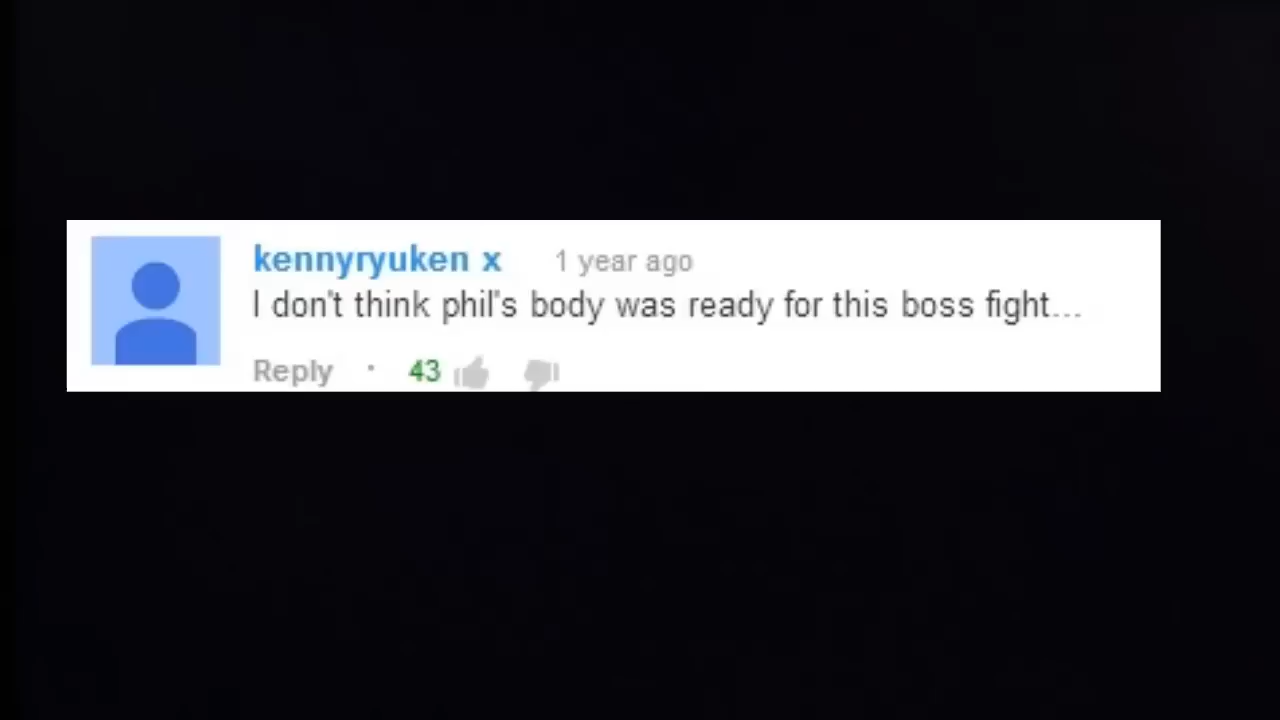 kennyryuken x 1 year ago
I don't think phil's body was ready for this boss fight...
Reply · 43